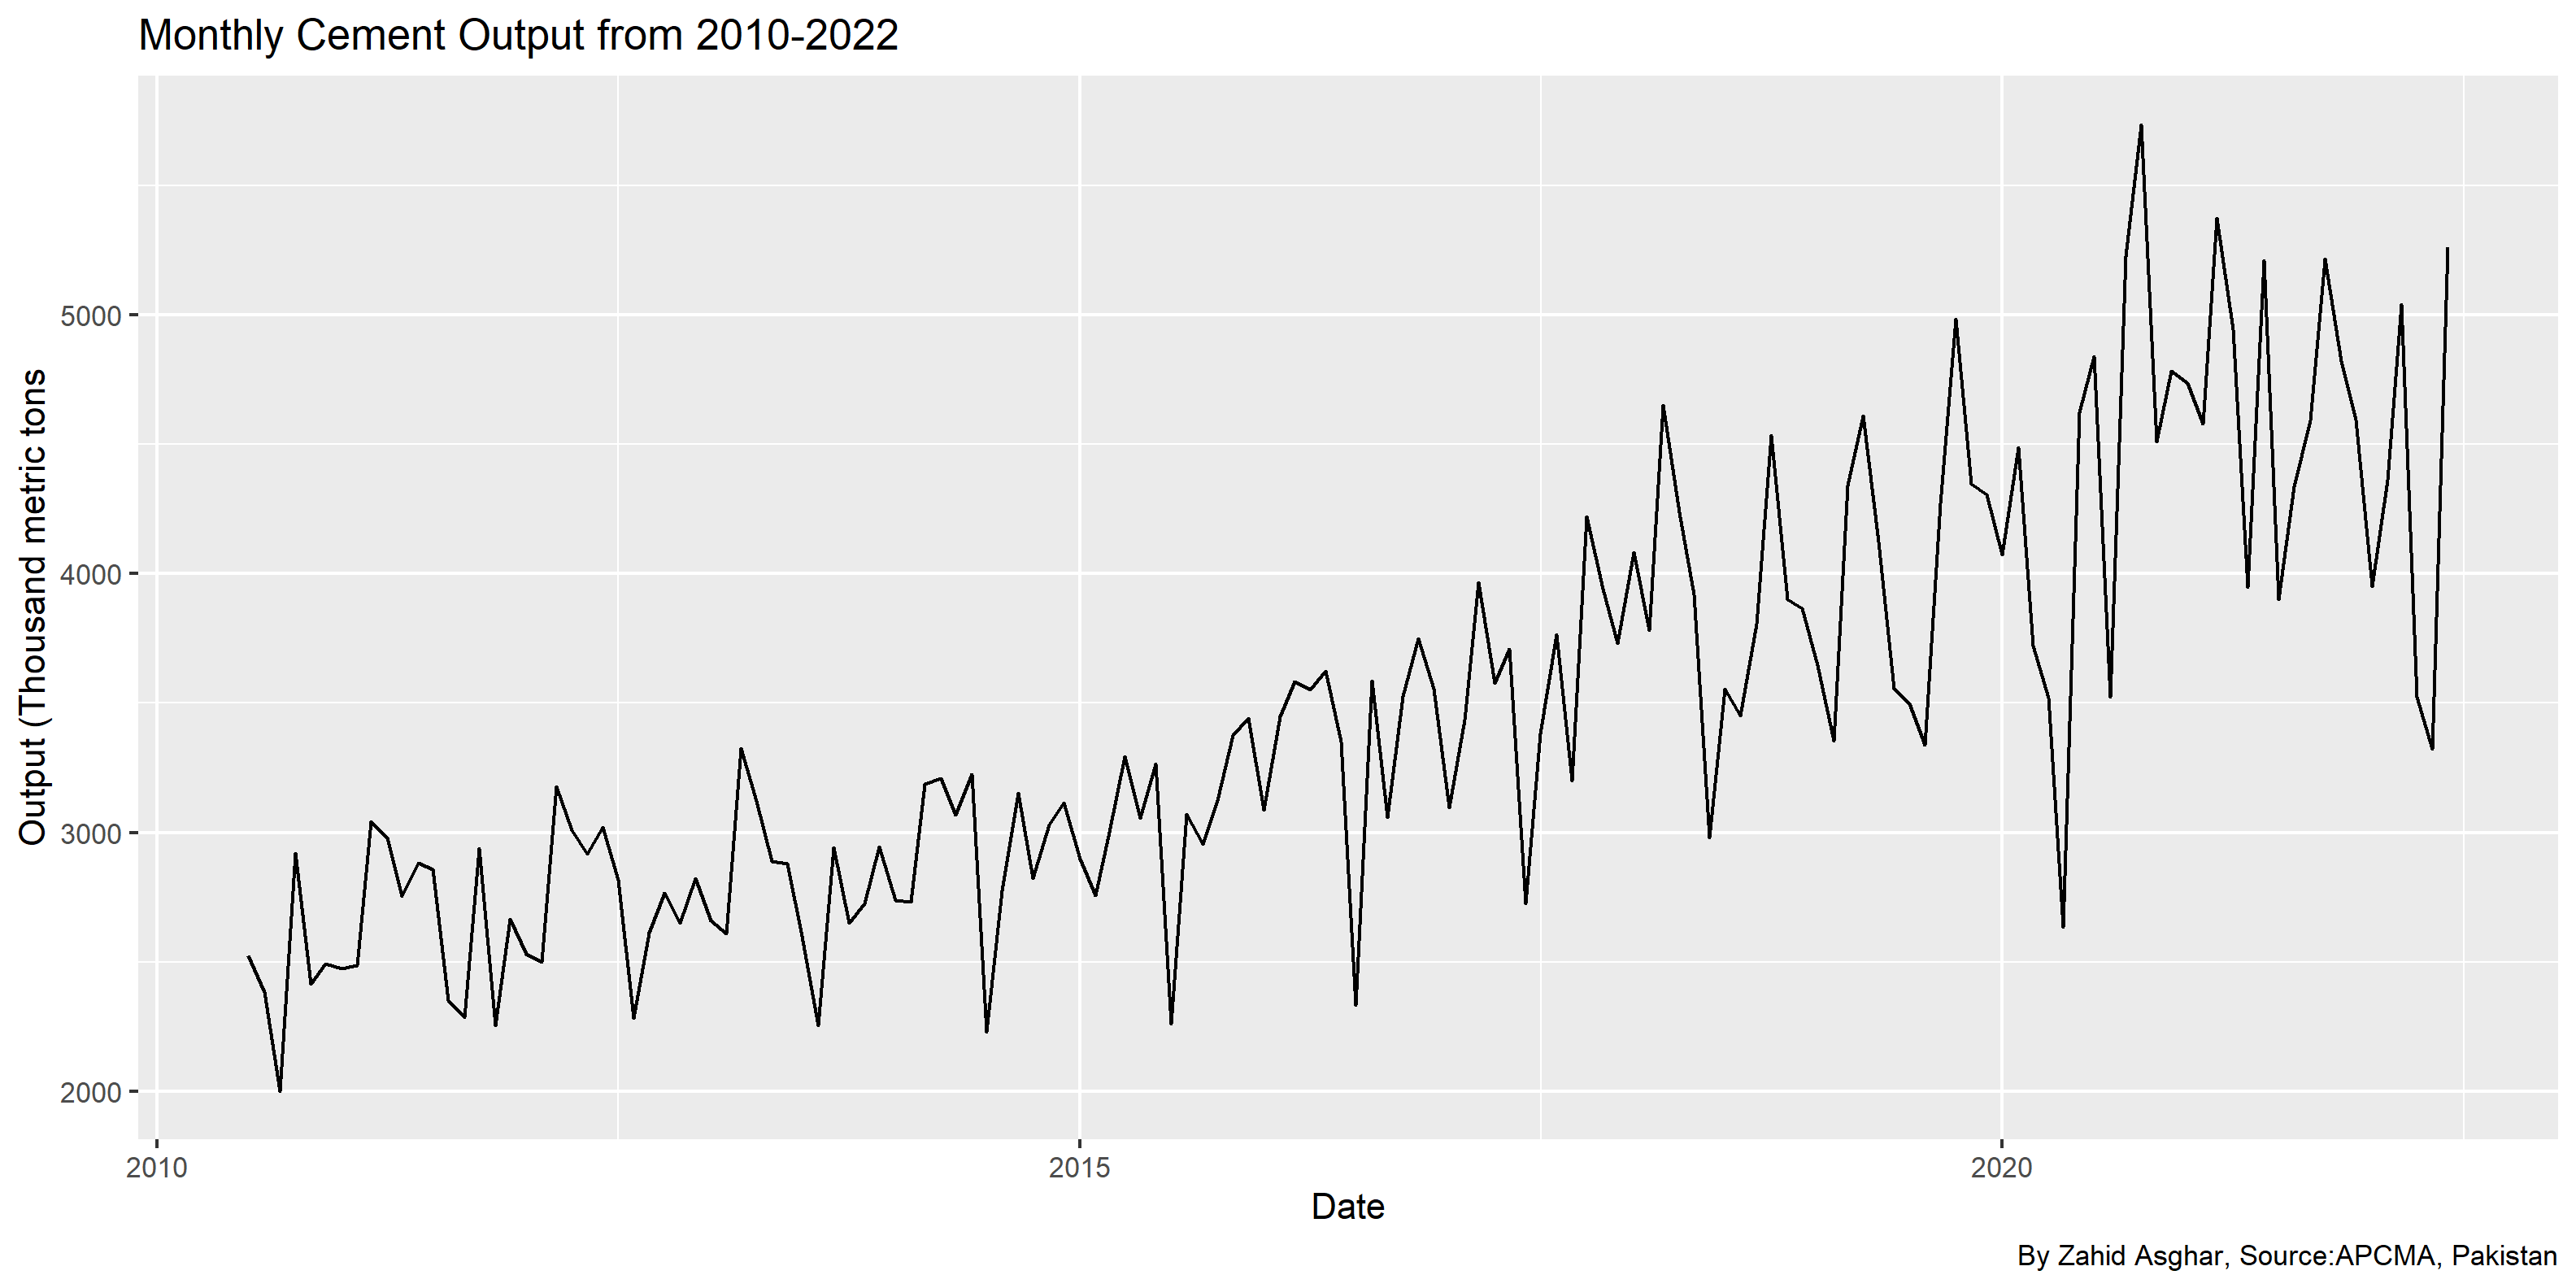 Monthly Cement Output from 2010-2022
Output (Thousand metric tons
5000
4000
3000
2000
2010
2015
2020
Date
By Zahid Asghar, Source:APCMA, Pakistan